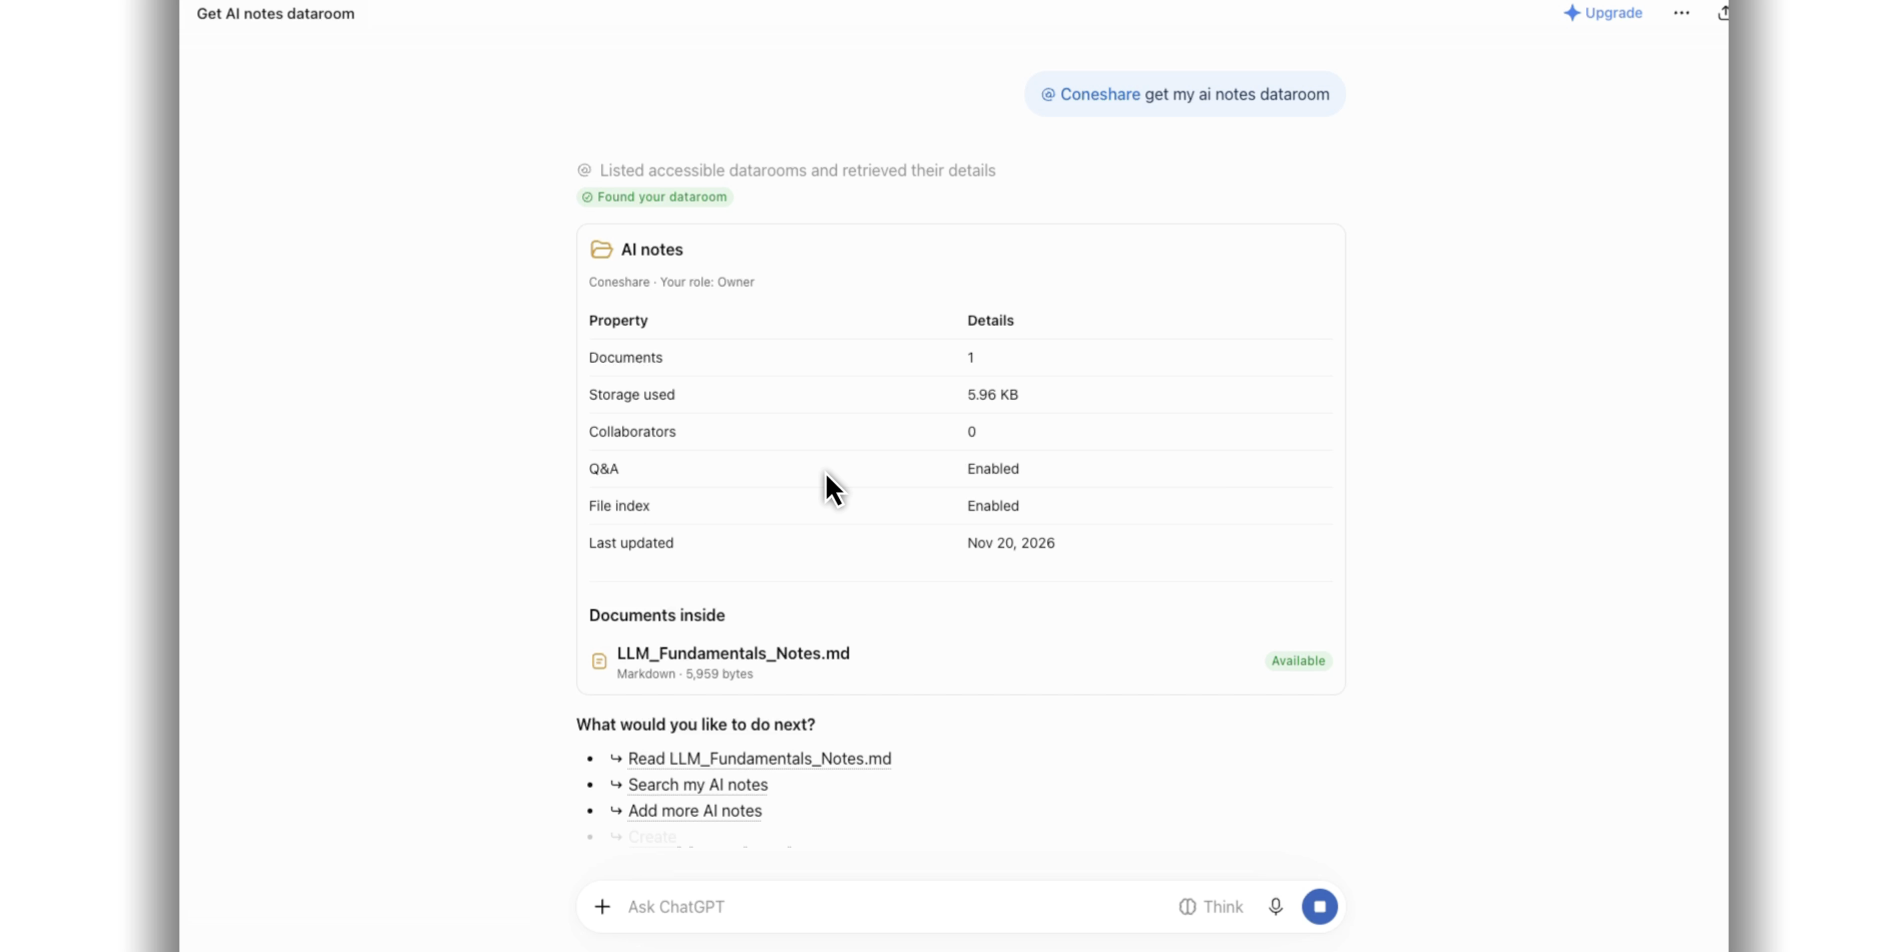 Get AI notes dataroom
Upgrade
@ Coneshare get my ai notes dataroom
Listed accessible datarooms and retrieved their details
Found your dataroom
AI notes
Coneshare · Your role: Owner
Property Details
Documents 1
Storage used 5.96 KB
Collaborators 0
Q&A Enabled
File index Enabled
Last updated Nov 20, 2026
Documents inside
LLM_Fundamentals_Notes.md
Markdown · 5,959 bytes
Available
What would you like to do next?
• ↪ Read LLM_Fundamentals_Notes.md
• ↪ Search my AI notes
• ↪ Add more AI notes
• ↪ Create
Ask ChatGPT
Think